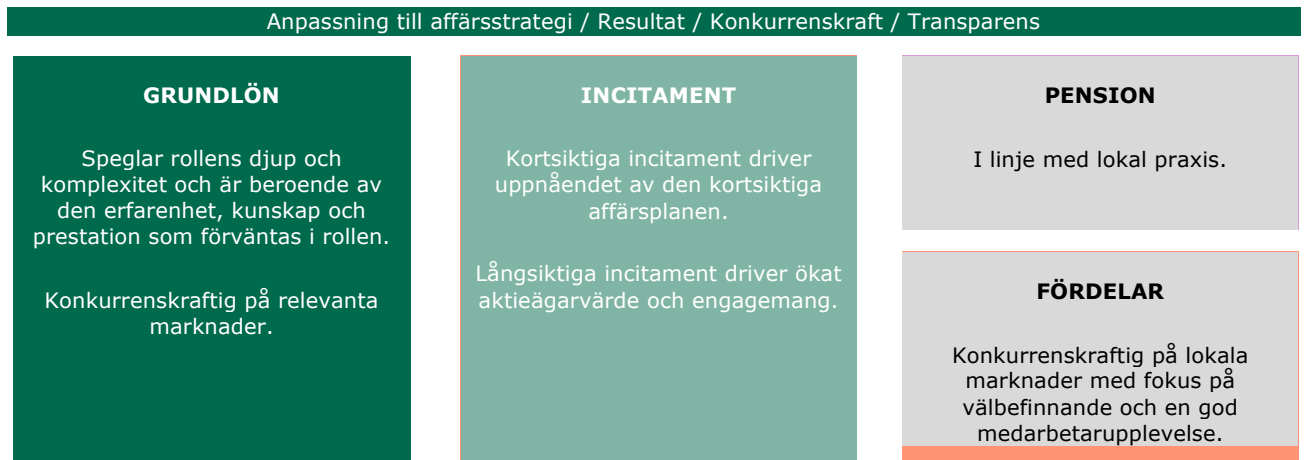 Anpassning till affärsstrategi / Resultat / Konkurrenskraft / Transparens
GRUNDLÖN
Speglar rollens djup och
komplexitet och är beroende av
den erfarenhet, kunskap och
prestation som förväntas i rollen.
Konkurrenskraftig på relevanta
marknader.
INCITAMENT
Kortsiktiga incitament driver
uppnåendet av den kortsiktiga
affärsplanen.
Långsiktiga incitament driver ökat
aktieägarvärde och engagemang.
PENSION
I linje med lokal praxis.
FÖRDELAR
Konkurrenskraftig på lokala
marknader med fokus på
välbefinnande och en god
medarbetarupplevelse.